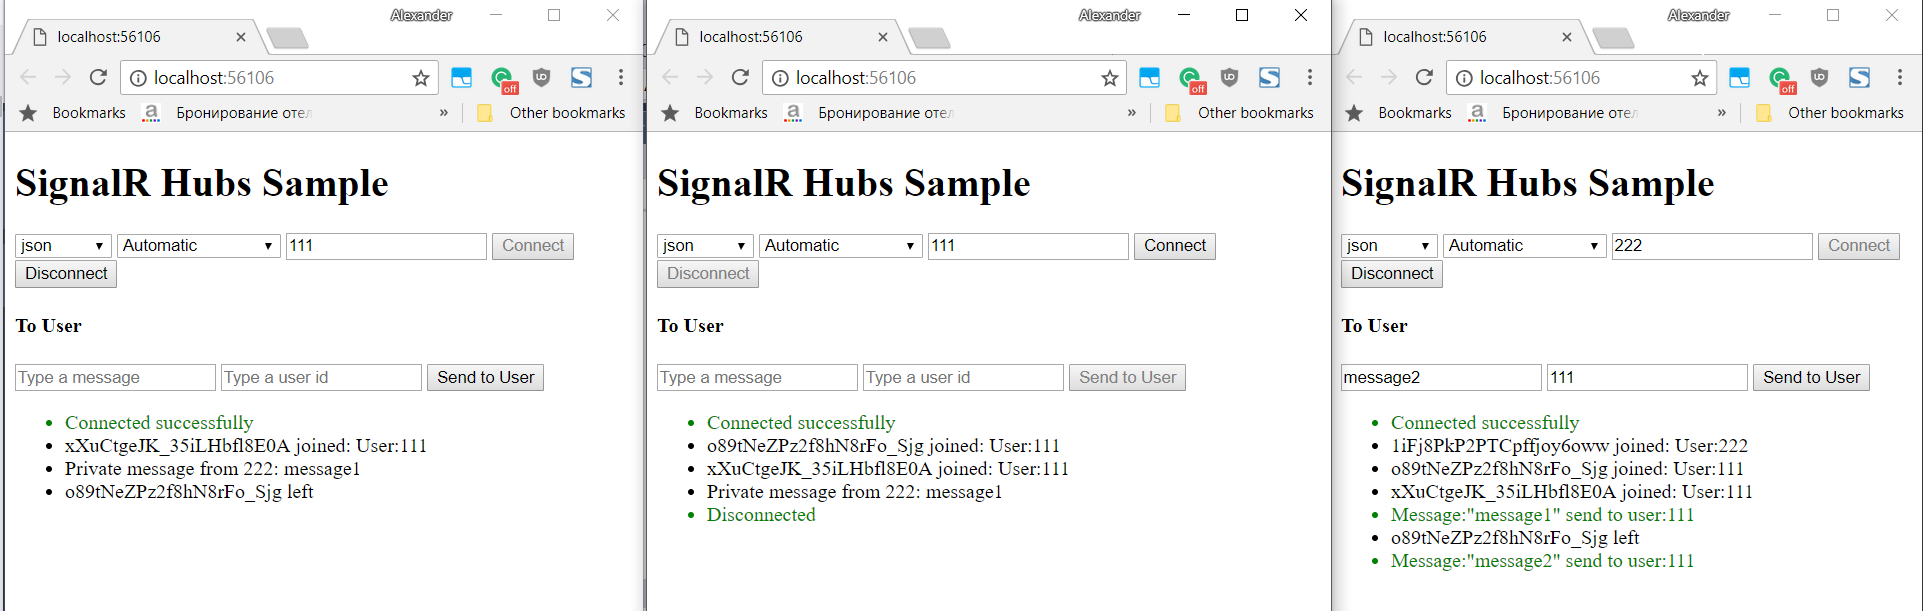 Alexander
localhost:56106
localhost:56106
off
Bookmarks Бронирование оте » Other bookmarks
SignalR Hubs Sample
json Automatic 111 Connect
Disconnect
To User
Type a message Type a user id Send to User
Connected successfully
xXuCtgeJK_35iLHbfl8E0A joined: User:111
Private message from 222: message1
o89tNeZPz2f8hN8rFo_Sjg left
Alexander
localhost:56106
localhost:56106
off
Bookmarks Бронирование оте » Other bookmarks
SignalR Hubs Sample
json Automatic 111 Connect
Disconnect
To User
Type a message Type a user id Send to User
Connected successfully
o89tNeZPz2f8hN8rFo_Sjg joined: User:111
xXuCtgeJK_35iLHbfl8E0A joined: User:111
Private message from 222: message1
Disconnected
Alexander
localhost:56106
localhost:56106
off
Bookmarks Бронирование отел » Other bookmarks
SignalR Hubs Sample
json Automatic 222 Connect
Disconnect
To User
message2 111 Send to User
Connected successfully
1iFj8PkP2PTCpffjoy6oww joined: User:222
o89tNeZPz2f8hN8rFo_Sjg joined: User:111
xXuCtgeJK_35iLHbfl8E0A joined: User:111
Message:"message1" send to user:111
o89tNeZPz2f8hN8rFo_Sjg left
Message:"message2" send to user:111